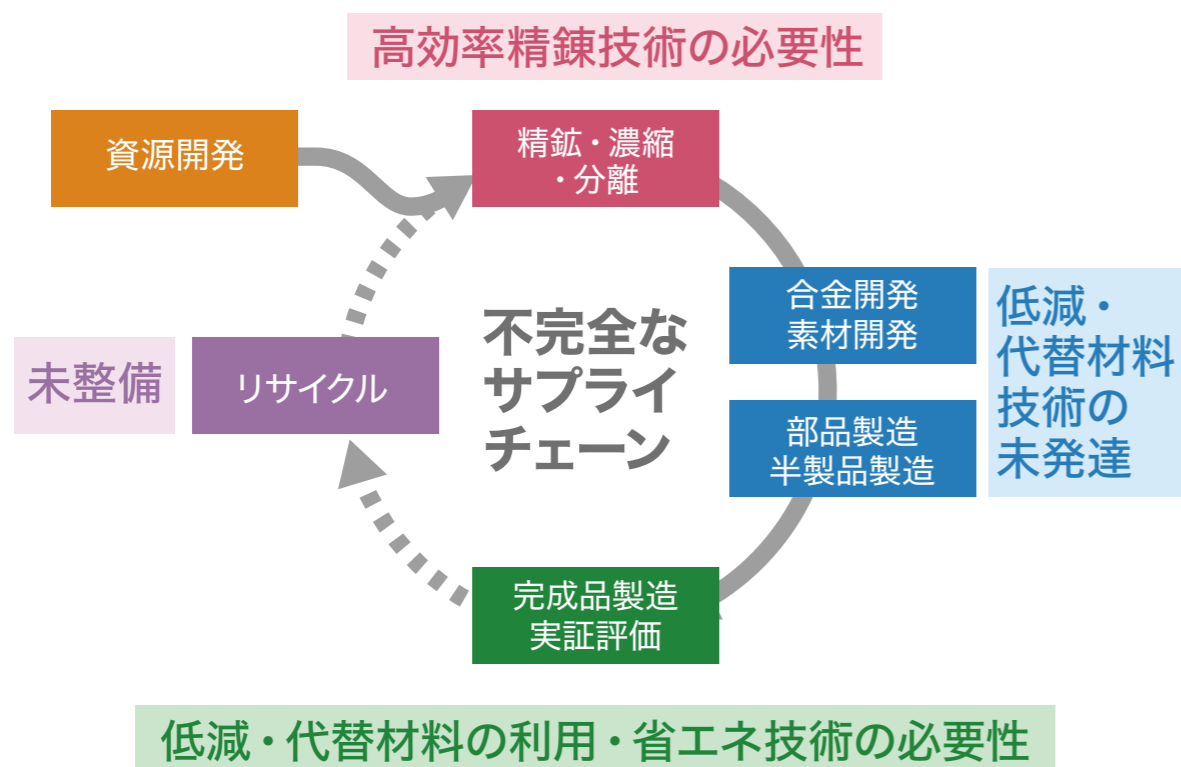 高効率精錬技術の必要性
資源開発
精鉱・濃縮
・分離
合金開発
素材開発
低減・
代替材料
技術の
未発達
不完全な
サプライ
チェーン
未整備
リサイクル
部品製造
半製品製造
完成品製造
実証評価
低減・代替材料の利用・省エネ技術の必要性